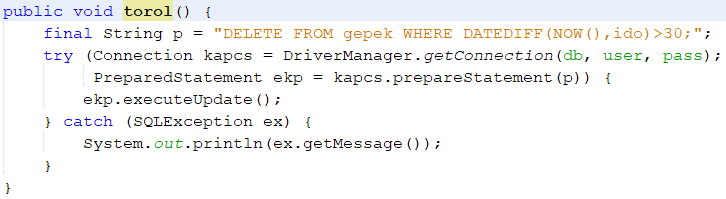 public void torol() {
    final String p = "DELETE FROM gepek WHERE DATEDIFF(NOW(),ido)>30;";
    try (Connection kapcs = DriverManager.getConnection(db, user, pass);
         PreparedStatement ekp = kapcs.prepareStatement(p)) {
        ekp.executeUpdate();
    } catch (SQLException ex) {
        System.out.println(ex.getMessage());
    }
}